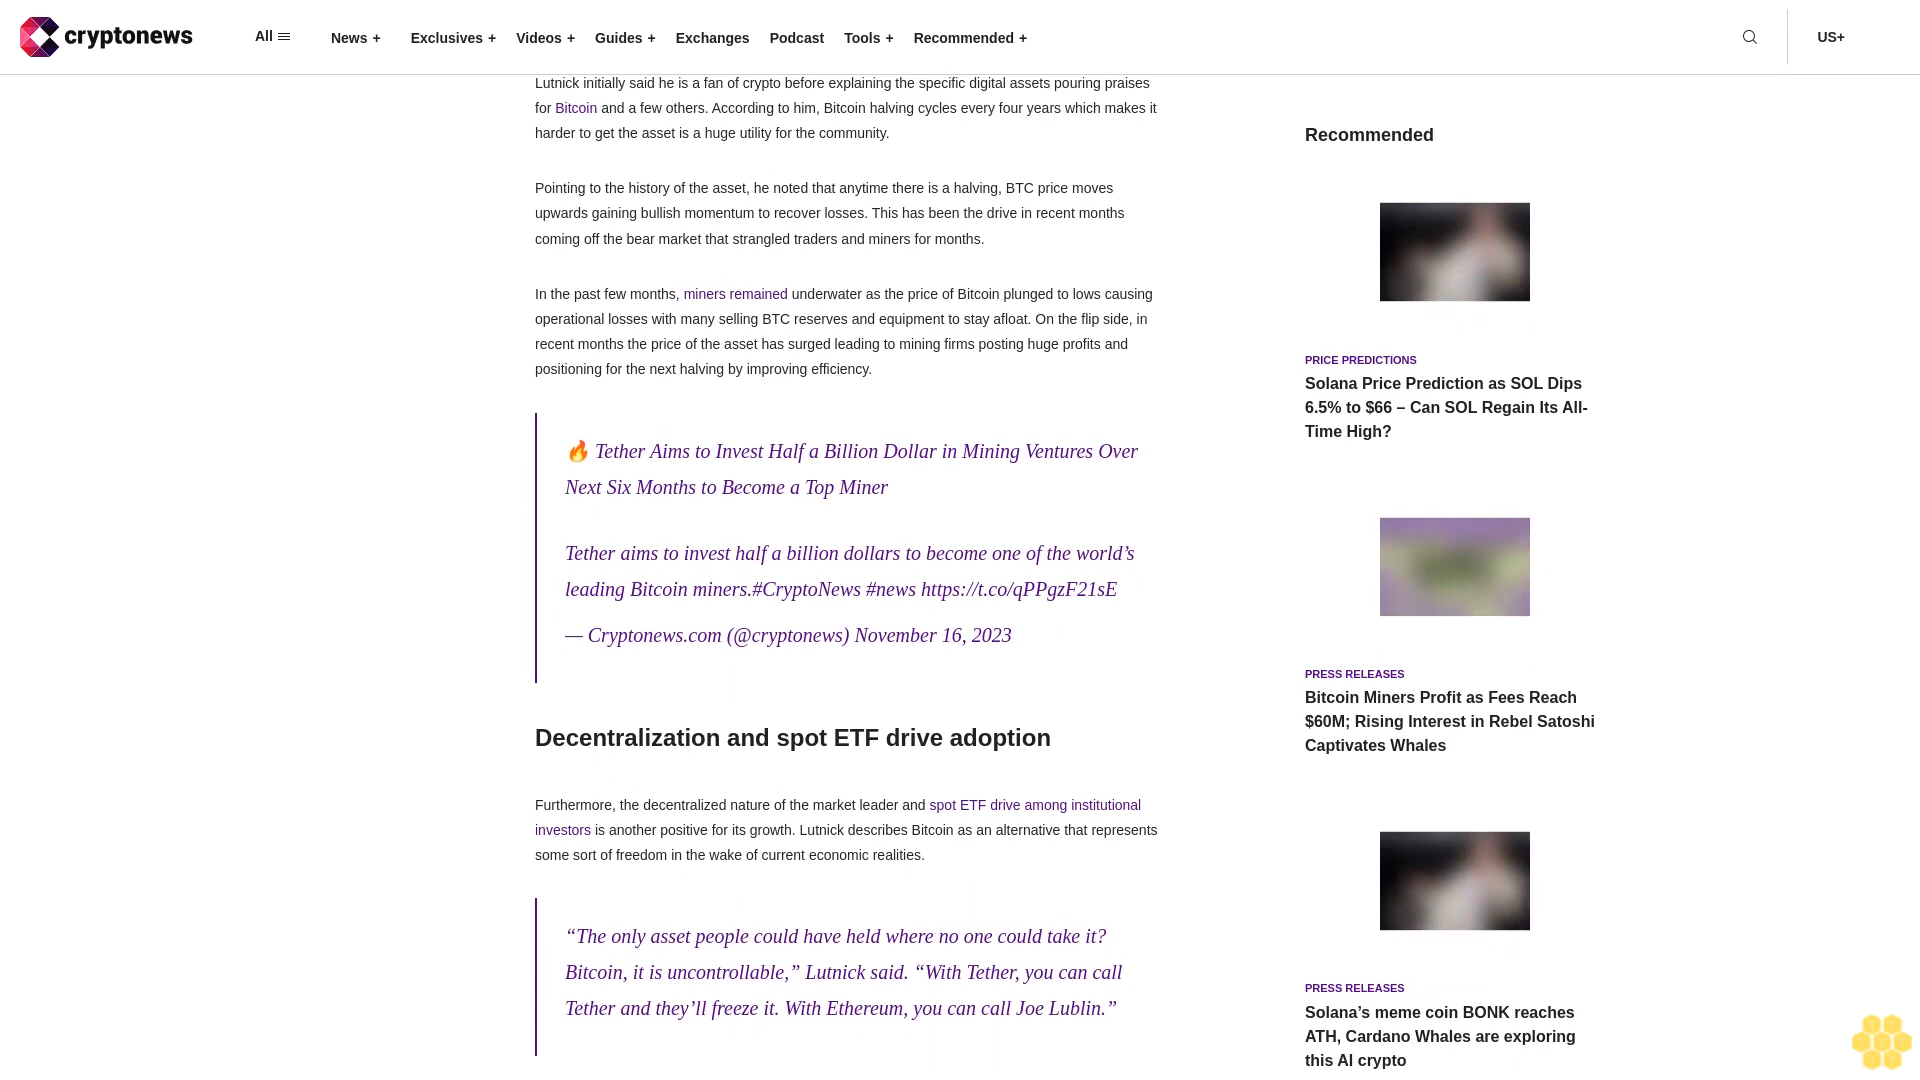 cryptonews
All
News +
Exclusives +
Videos +
Guides +
Exchanges
Podcast
Tools +
Recommended +
US+
Lutnick initially said he is a fan of crypto before explaining the specific digital assets pouring praises
for Bitcoin and a few others. According to him, Bitcoin halving cycles every four years which makes it
harder to get the asset is a huge utility for the community.
Pointing to the history of the asset, he noted that anytime there is a halving, BTC price moves
upwards gaining bullish momentum to recover losses. This has been the drive in recent months
coming off the bear market that strangled traders and miners for months.
In the past few months, miners remained underwater as the price of Bitcoin plunged to lows causing
operational losses with many selling BTC reserves and equipment to stay afloat. On the flip side, in
recent months the price of the asset has surged leading to mining firms posting huge profits and
positioning for the next halving by improving efficiency.
🔥 Tether Aims to Invest Half a Billion Dollar in Mining Ventures Over
Next Six Months to Become a Top Miner
Tether aims to invest half a billion dollars to become one of the world’s
leading Bitcoin miners.#CryptoNews #news https://t.co/qPPgzF21sE
— Cryptonews.com (@cryptonews) November 16, 2023
Decentralization and spot ETF drive adoption
Furthermore, the decentralized nature of the market leader and spot ETF drive among institutional
investors is another positive for its growth. Lutnick describes Bitcoin as an alternative that represents
some sort of freedom in the wake of current economic realities.
“The only asset people could have held where no one could take it?
Bitcoin, it is uncontrollable,” Lutnick said. “With Tether, you can call
Tether and they’ll freeze it. With Ethereum, you can call Joe Lublin.”
Recommended
PRICE PREDICTIONS
Solana Price Prediction as SOL Dips
6.5% to $66 – Can SOL Regain Its All-
Time High?
PRESS RELEASES
Bitcoin Miners Profit as Fees Reach
$60M; Rising Interest in Rebel Satoshi
Captivates Whales
PRESS RELEASES
Solana’s meme coin BONK reaches
ATH, Cardano Whales are exploring
this AI crypto